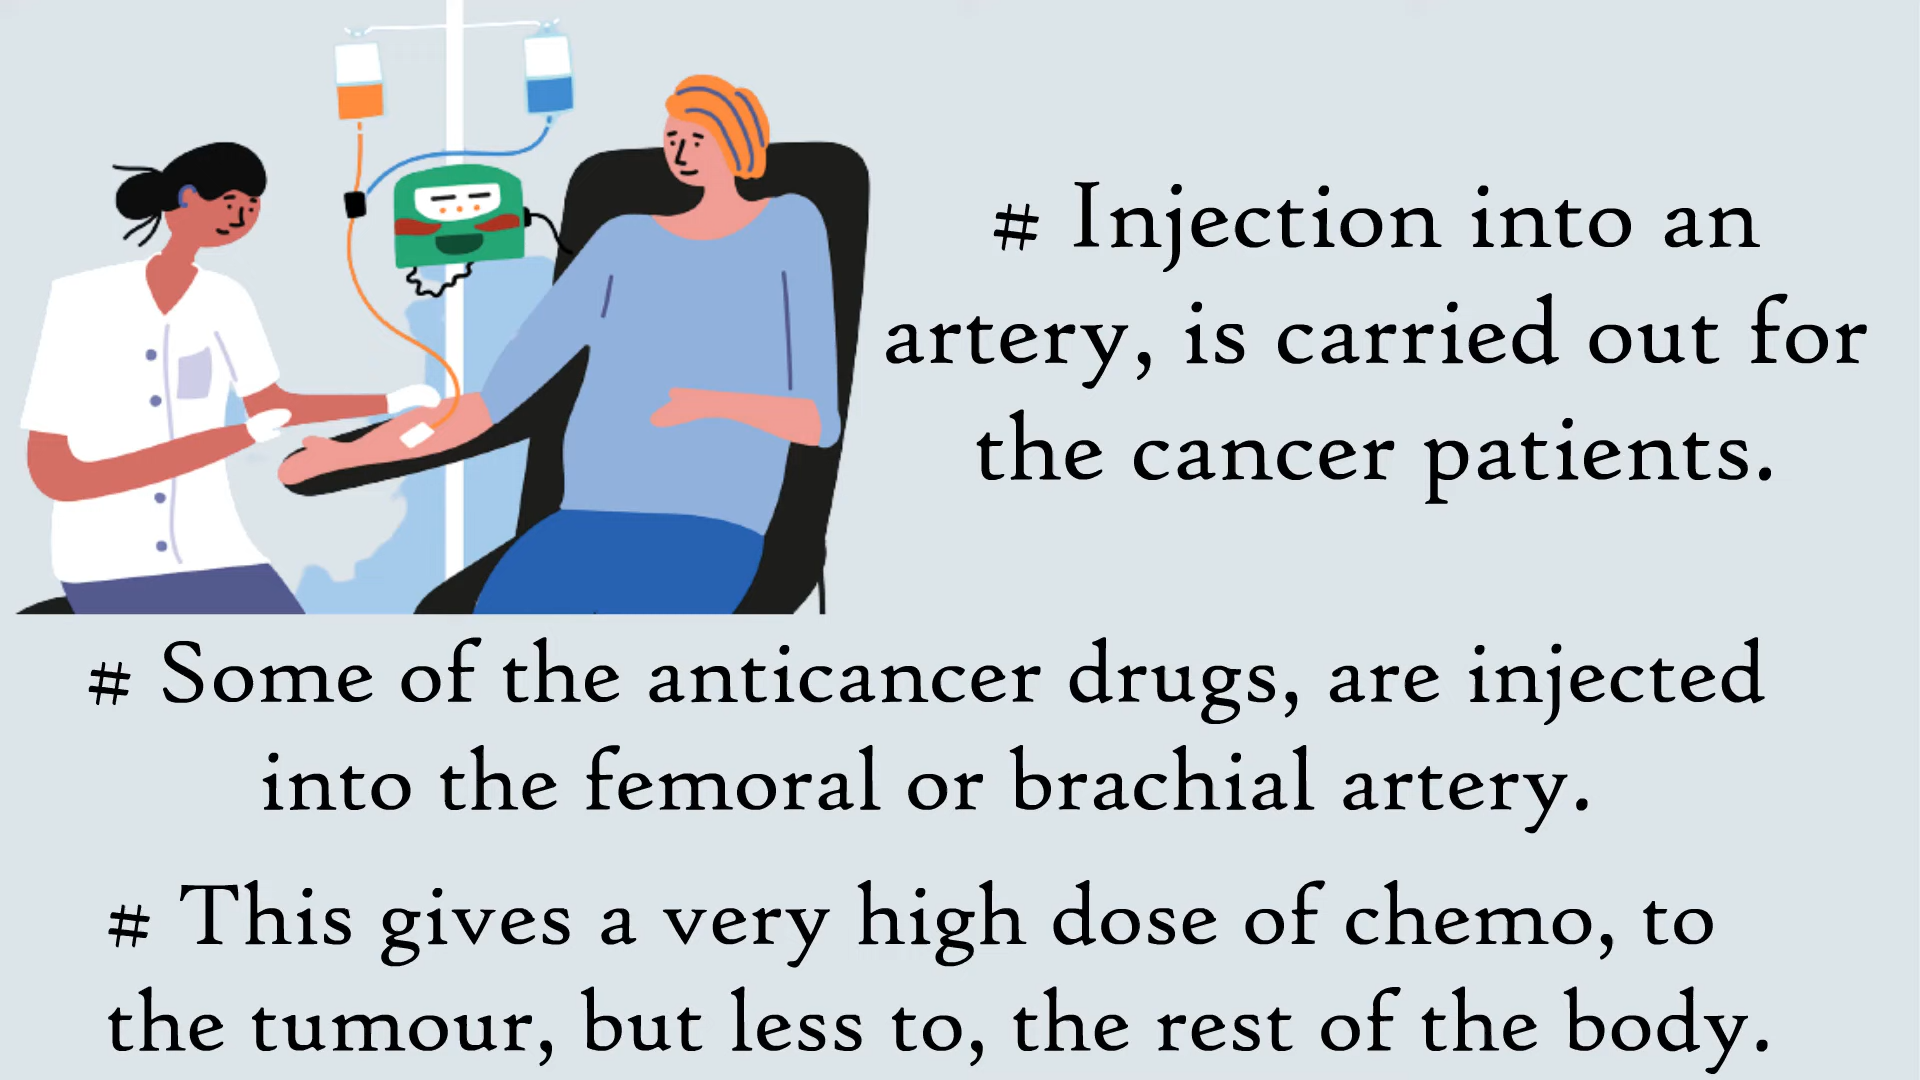 # Injection into an
artery, is carried out for
the cancer patients.
# Some of the anticancer drugs, are injected
into the femoral or brachial artery.
# This gives a very high dose of chemo, to
the tumour, but less to, the rest of the body.